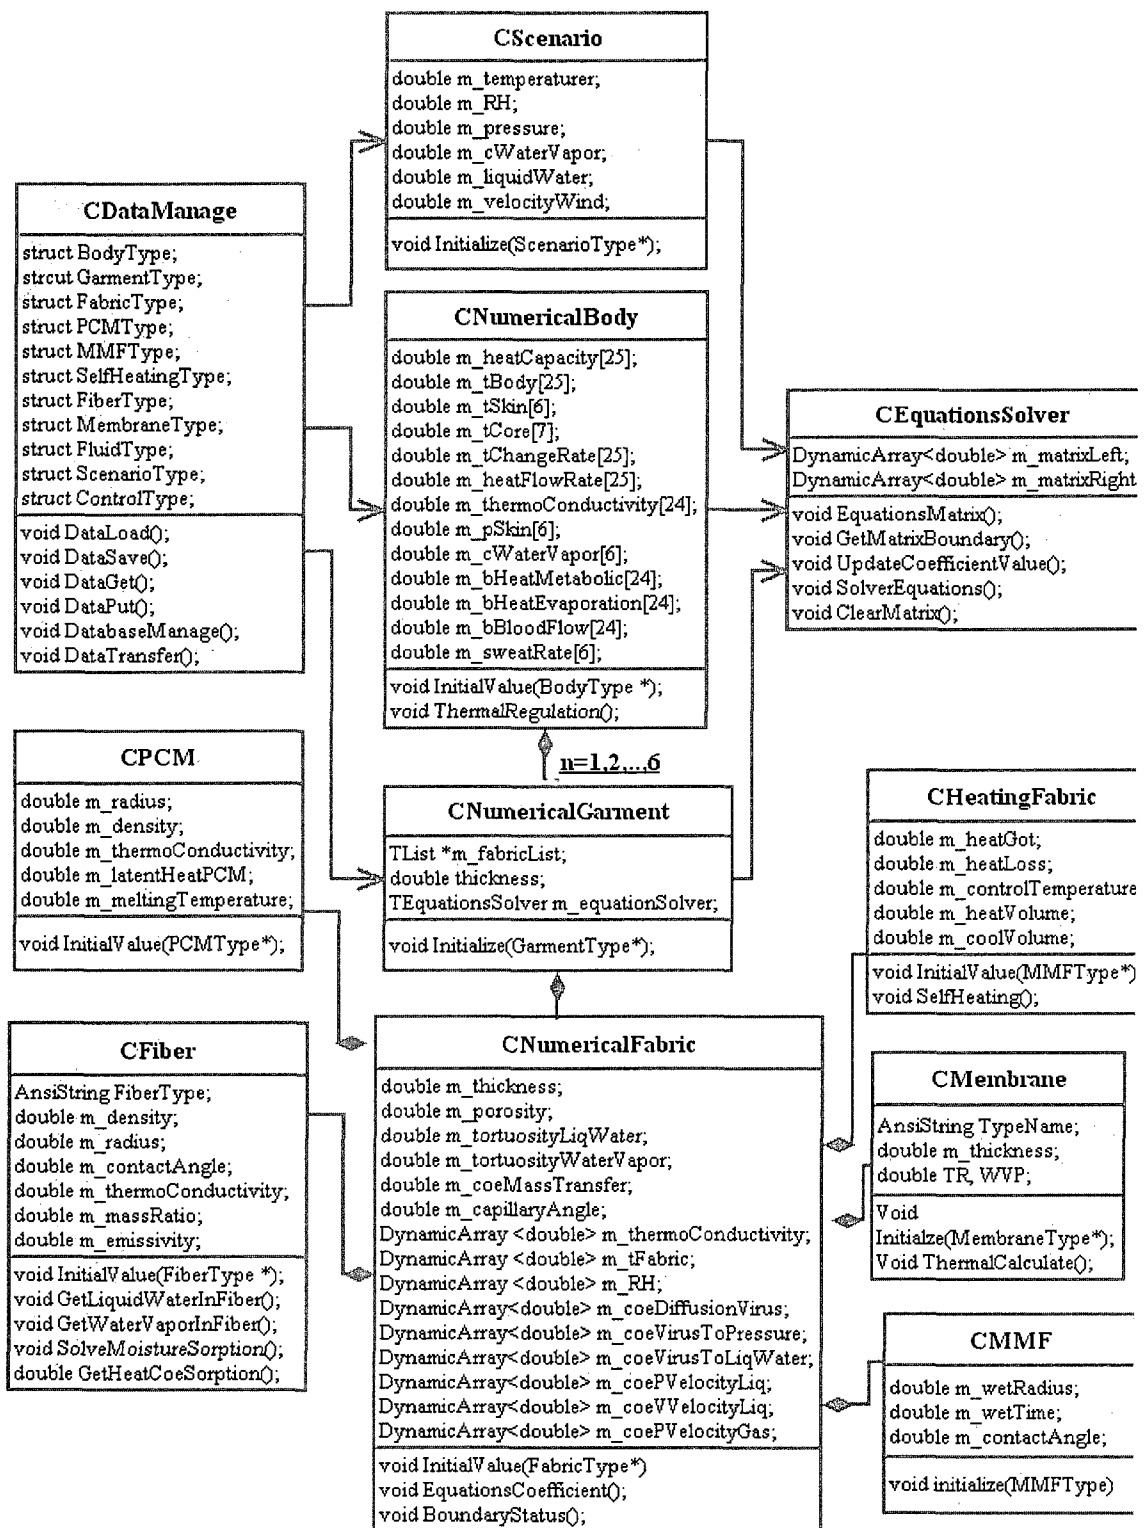 CScenario
double m_temperaturer;
double m_RH;
double m_pressure;
double m_cWaterVapor;
double m_liquidWater;
double m_velocityWind;
void Initialize(ScenarioType*);
CDataManage
struct BodyType;
strcut GarmentType;
struct FabricType;
struct PCMType;
struct MMFType;
struct SelfHeatingType;
struct FiberType;
struct MembraneType;
struct FluidType;
struct ScenarioType;
struct ControlType;
void DataLoad();
void DataSave();
void DataGet();
void DataPut();
void DatabaseManage();
void DataTransfer();
CNumericalBody
double m_heatCapacity[25];
double m_tBody[25];
double m_tSkin[6];
double m_tCore[7];
double m_tChangeRate[25];
double m_heatFlowRate[25];
double m_thermoConductivity[24];
double m_pSkin[6];
double m_cWaterVapor[6];
double m_bHeatMetabolic[24];
double m_bHeatEvaporation[24];
double m_bBloodFlow[24];
double m_sweatRate[6];
void InitialValue(BodyType *);
void ThermalRegulation();
CEquationsSolver
DynamicArray<double> m_matrixLeft;
DynamicArray<double> m_matrixRight
void EquationsMatrix();
void GetMatrixBoundary();
void UpdateCoefficientValue();
void SolverEquations();
void ClearMatrix();
n=1,2,..,6
CPCM
double m_radius;
double m_density;
double m_thermoConductivity;
double m_latentHeatPCM;
double m_meltingTemperature;
void InitialValue(PCMType*);
CNumericalGarment
TList *m_fabricList;
double thickness;
TEquationsSolver m_equationSolver;
void Initialize(GarmentType*);
CHeatingFabric
double m_heatGot;
double m_heatLoss;
double m_controlTemperature
double m_heatVolume;
double m_coolVolume;
void InitialValue(MMFType*)
void SelfHeating();
CFiber
AnsiString FiberType;
double m_density;
double m_radius;
double m_contactAngle;
double m_thermoConductivity;
double m_massRatio;
double m_emissivity;
void InitialValue(FiberType *);
void GetLiquidWaterInFiber();
void GetWaterVaporInFiber();
void SolveMoistureSorption();
double GetHeatCoeSorption();
CNumericalFabric
double m_thickness;
double m_porosity;
double m_tortuosityLiqWater;
double m_tortuosityWaterVapor;
double m_coeMassTransfer;
double m_capillaryAngle;
DynamicArray <double> m_thermoConductivity;
DynamicArray <double> m_tFabric;
DynamicArray <double> m_RH;
DynamicArray<double> m_coeDiffusionVirus;
DynamicArray<double> m_coeVirusToPressure;
DynamicArray<double> m_coeVirusToLiqWater;
DynamicArray<double> m_coePVelocityLiq;
DynamicArray<double> m_coeVVelocityLiq;
DynamicArray<double> m_coePVelocityGas;
void InitialValue(FabricType*)
void EquationsCoefficient();
void BoundaryStatus();
CMembrane
AnsiString TypeName;
double m_thickness;
double TR, WVP;
Void
Initialze(MembraneType*);
Void ThermalCalculate();
CMMF
double m_wetRadius;
double m_wetTime;
double m_contactAngle;
void initialize(MMFType)